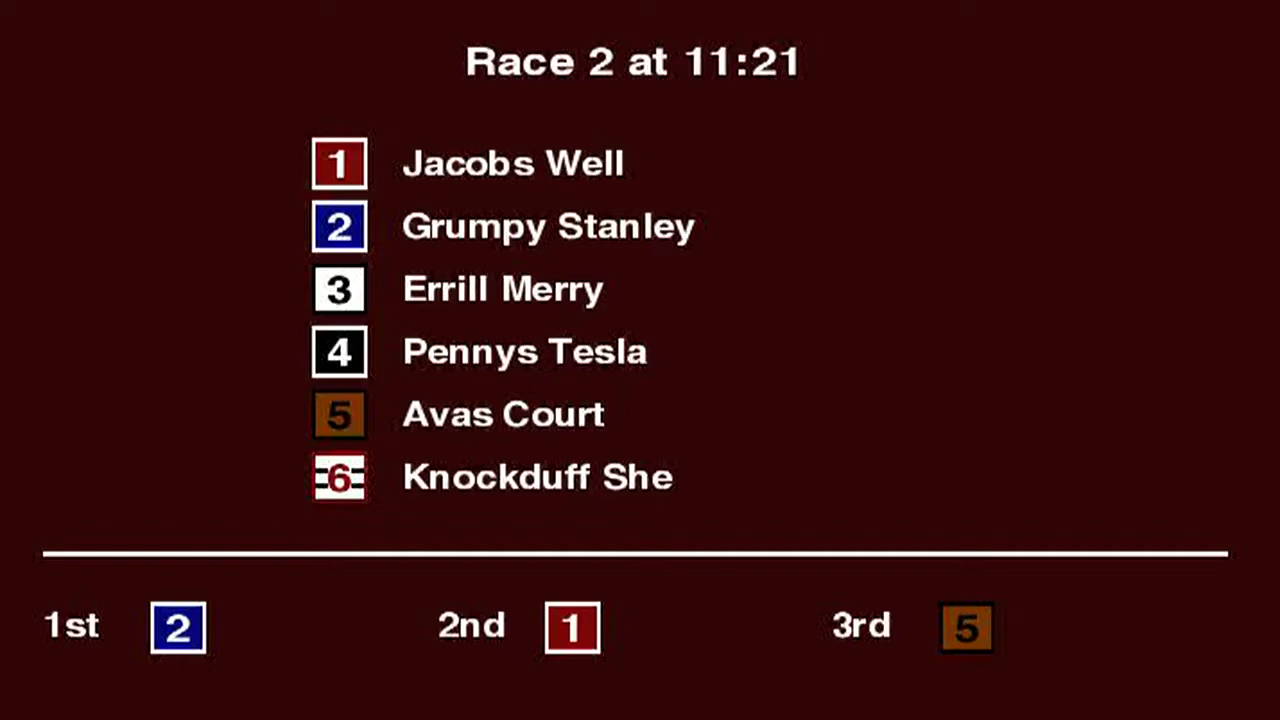 Race 2 at 11:21
1 Jacobs Well
2 Grumpy Stanley
3 Errill Merry
4 Pennys Tesla
5 Avas Court
6 Knockduff She
1st 2 2nd 1 3rd 5